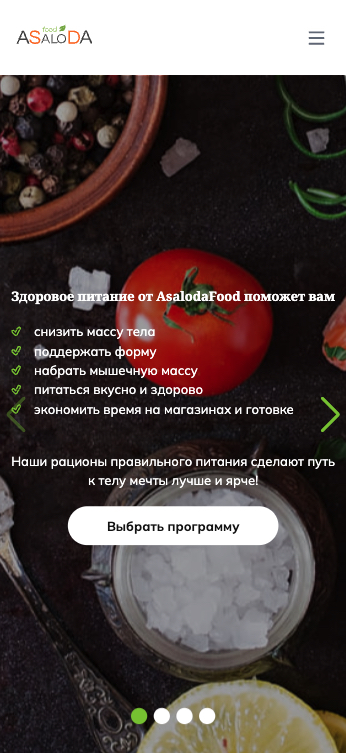 food
ASALODA
Здоровое питание от AsalodaFood поможет вам
снизить массу тела
поддержать форму
набрать мышечную массу
питаться вкусно и здорово
экономить время на магазинах и готовке
Наши рационы правильного питания сделают путь
к телу мечты лучше и ярче!
Выбрать программу